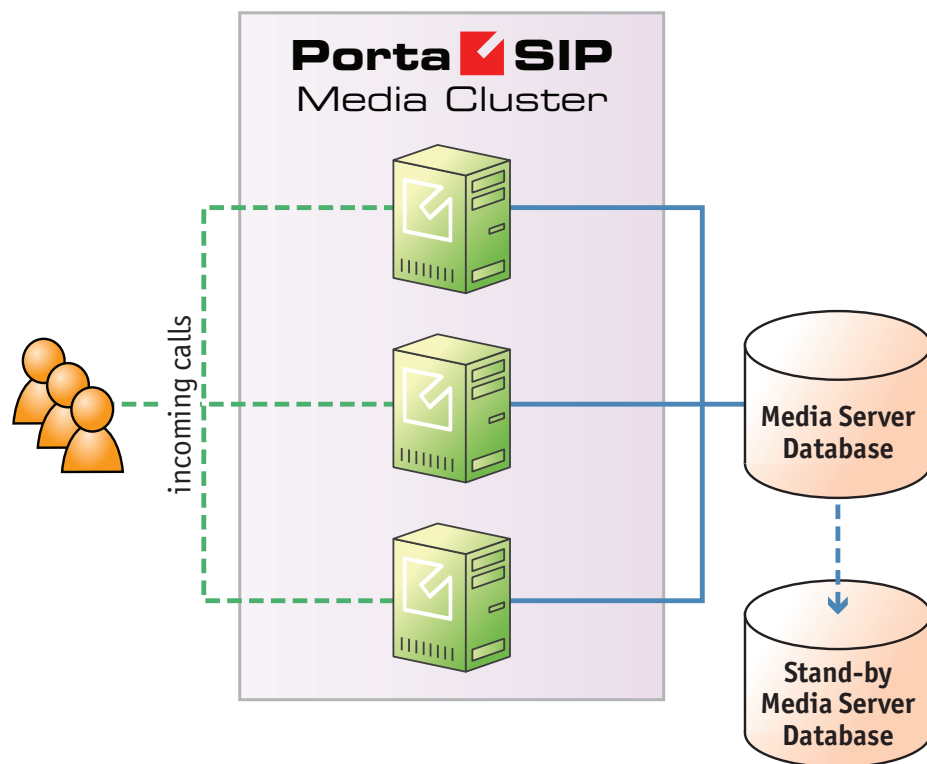 Porta SIP
Media Cluster
incoming calls
Media Server
Database
Stand-by
Media Server
Database